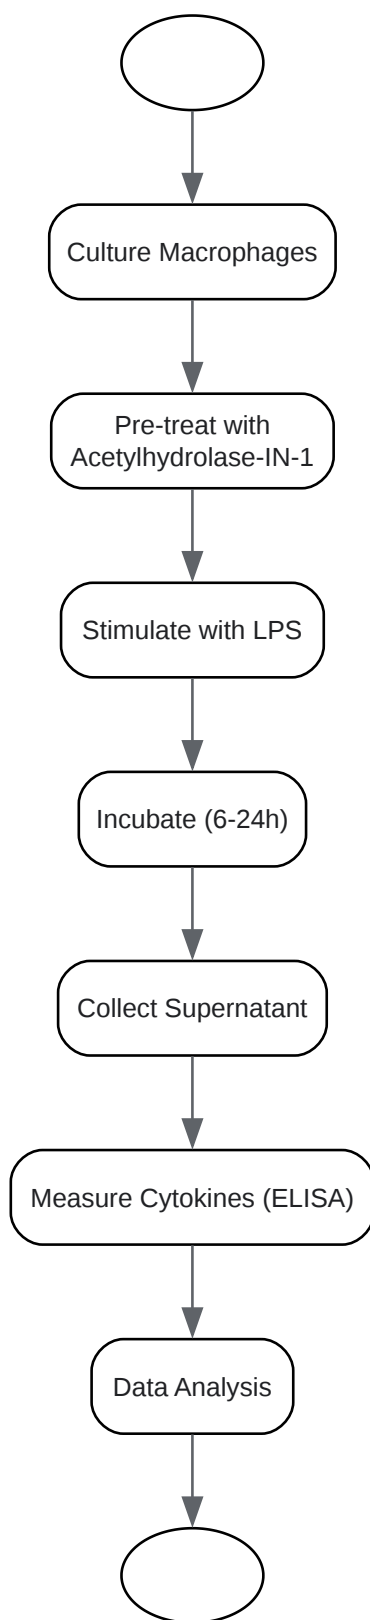 Culture Macrophages
Pre-treat with
Acetylhydrolase-IN-1
Stimulate with LPS
Incubate (6-24h)
Collect Supernatant
Measure Cytokines (ELISA)
Data Analysis